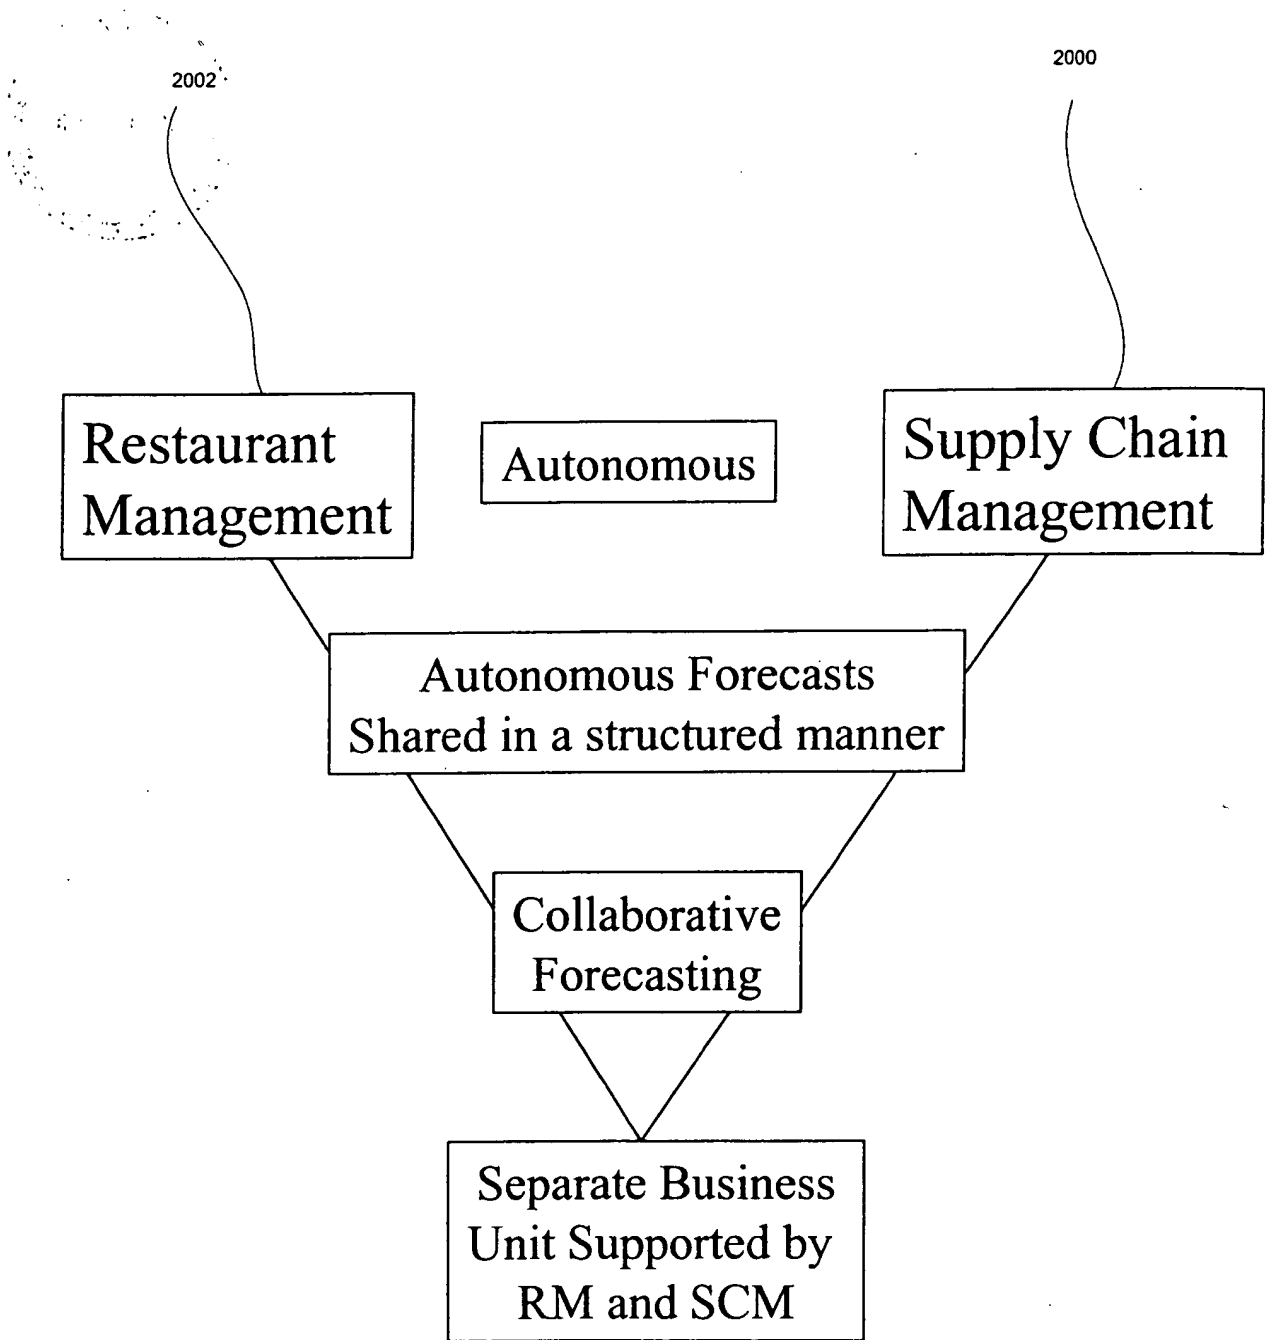 2002
2000
Restaurant
Management
Autonomous
Supply Chain
Management
Autonomous Forecasts
Shared in a structured manner
Collaborative
Forecasting
Separate Business
Unit Supported by
RM and SCM